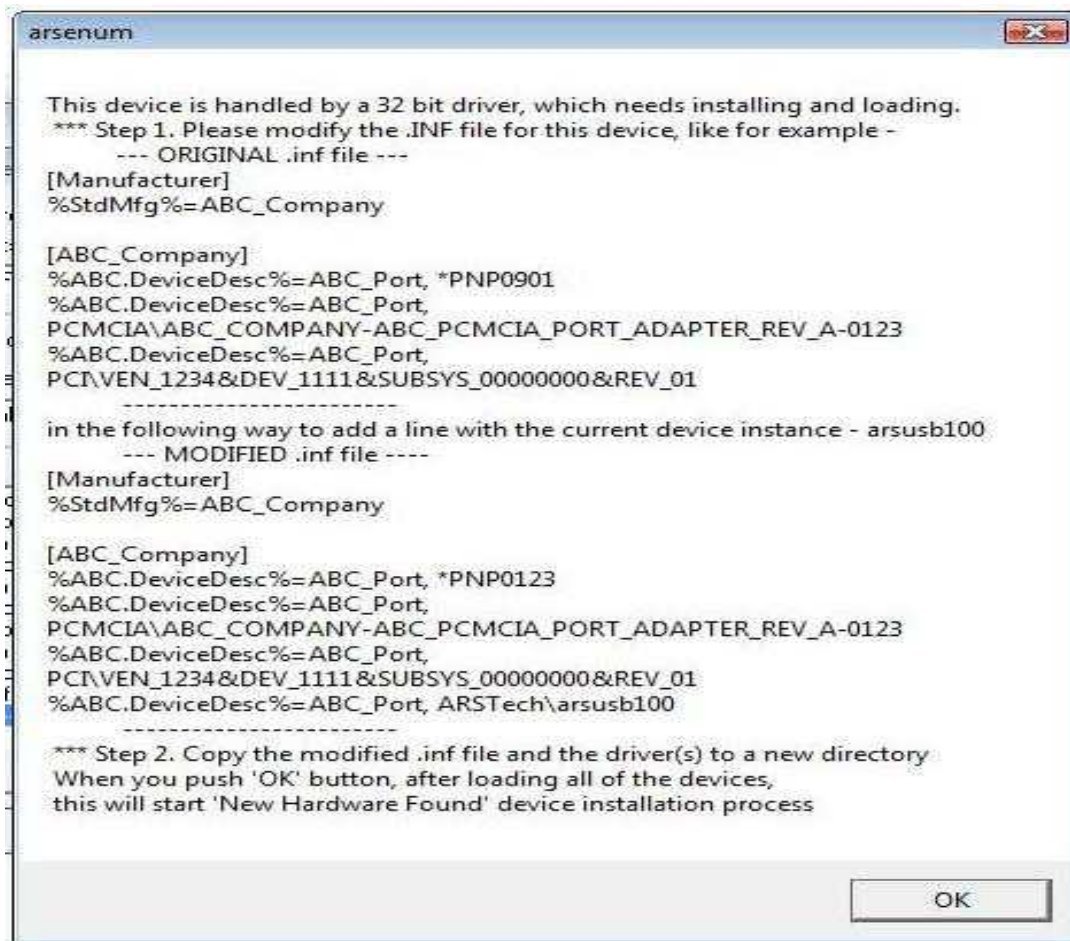 arsenum
This device is handled by a 32 bit driver, which needs installing and loading.
*** Step 1. Please modify the .INF file for this device, like for example -
--- ORIGINAL .inf file ---
[Manufacturer]
%StdMfg%=ABC_Company
[ABC_Company]
%ABC.DeviceDesc%=ABC_Port, *PNP0901
%ABC.DeviceDesc%=ABC_Port,
PCMCIA\ABC_COMPANY-ABC_PCMCIA_PORT_ADAPTER_REV_A-0123
%ABC.DeviceDesc%=ABC_Port,
PCI\VEN_1234&DEV_1111&SUBSYS_00000000&REV_01
------------------------
in the following way to add a line with the current device instance - arsusb100
--- MODIFIED .inf file ----
[Manufacturer]
%StdMfg%=ABC_Company
[ABC_Company]
%ABC.DeviceDesc%=ABC_Port, *PNP0123
%ABC.DeviceDesc%=ABC_Port,
PCMCIA\ABC_COMPANY-ABC_PCMCIA_PORT_ADAPTER_REV_A-0123
%ABC.DeviceDesc%=ABC_Port,
PCI\VEN_1234&DEV_1111&SUBSYS_00000000&REV_01
%ABC.DeviceDesc%=ABC_Port, ARSTech\arsusb100
------------------------
*** Step 2. Copy the modified .inf file and the driver(s) to a new directory
When you push 'OK' button, after loading all of the devices,
this will start 'New Hardware Found' device installation process
OK